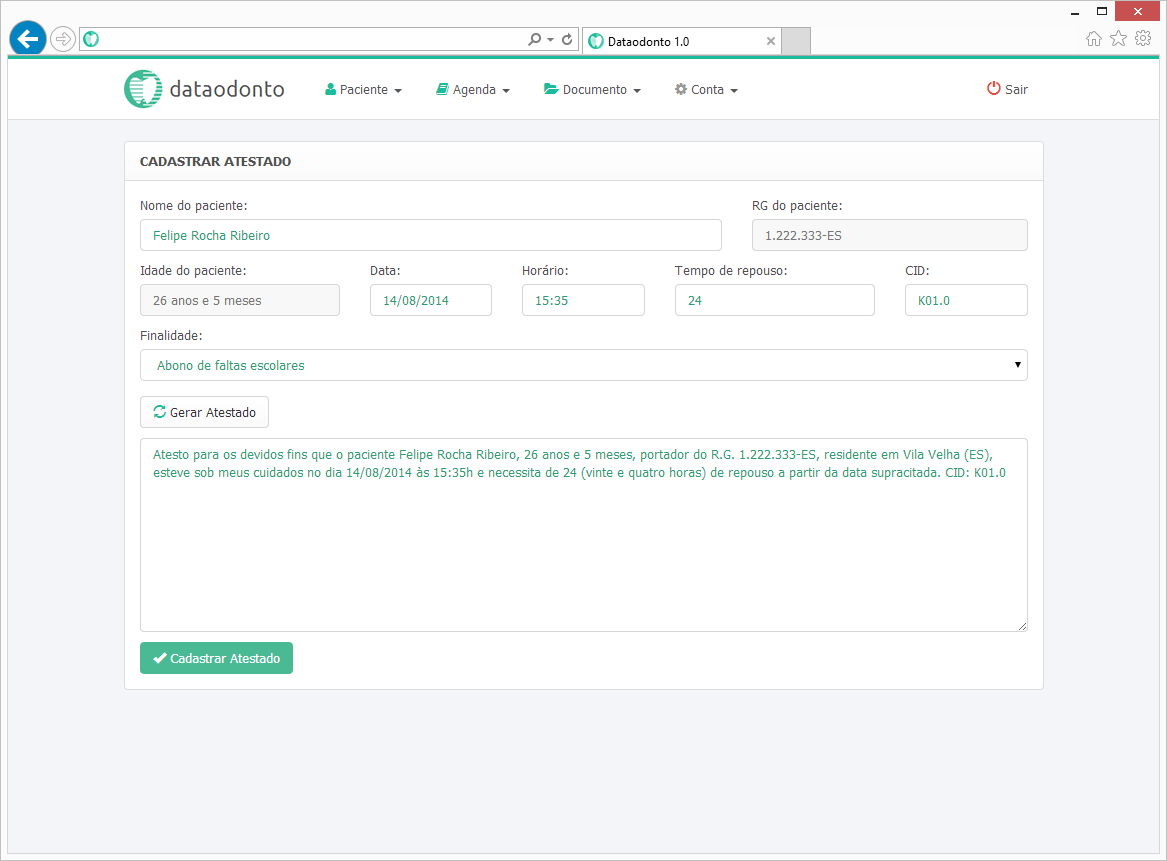 Dataodonto 1.0
dataodonto Paciente Agenda Documento Conta Sair
CADASTRAR ATESTADO
Nome do paciente: RG do paciente:
Felipe Rocha Ribeiro 1.222.333-ES
Idade do paciente: Data: Horário: Tempo de repouso: CID:
26 anos e 5 meses 14/08/2014 15:35 24 K01.0
Finalidade:
Abono de faltas escolares
Gerar Atestado
Atesto para os devidos fins que o paciente Felipe Rocha Ribeiro, 26 anos e 5 meses, portador do R.G. 1.222.333-ES, residente em Vila Velha (ES),
esteve sob meus cuidados no dia 14/08/2014 às 15:35h e necessita de 24 (vinte e quatro horas) de repouso a partir da data supracitada. CID: K01.0
Cadastrar Atestado